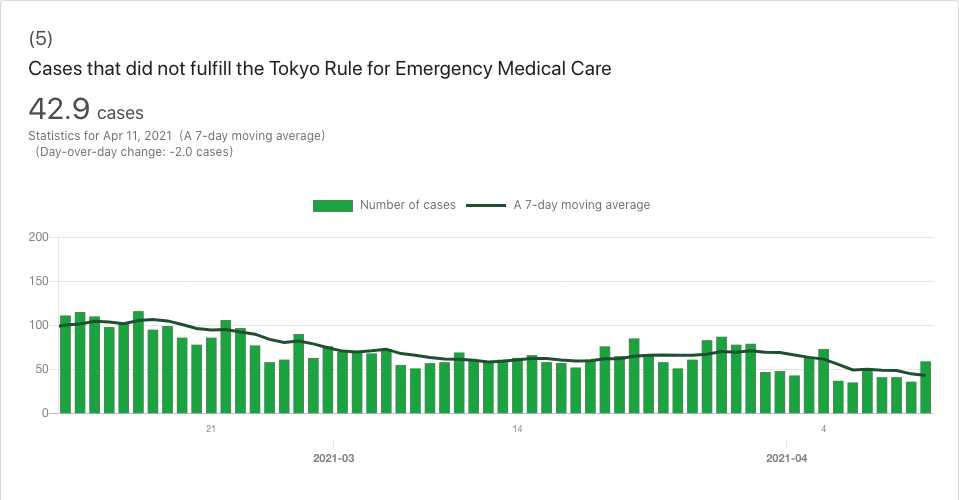 (5)
Cases that did not fulfill the Tokyo Rule for Emergency Medical Care
42.9 cases
Statistics for Apr 11, 2021 (A 7-day moving average)
(Day-over-day change: -2.0 cases)
Number of cases
A 7-day moving average
200
150
100
50
0
21
14
4
2021-03
2021-04